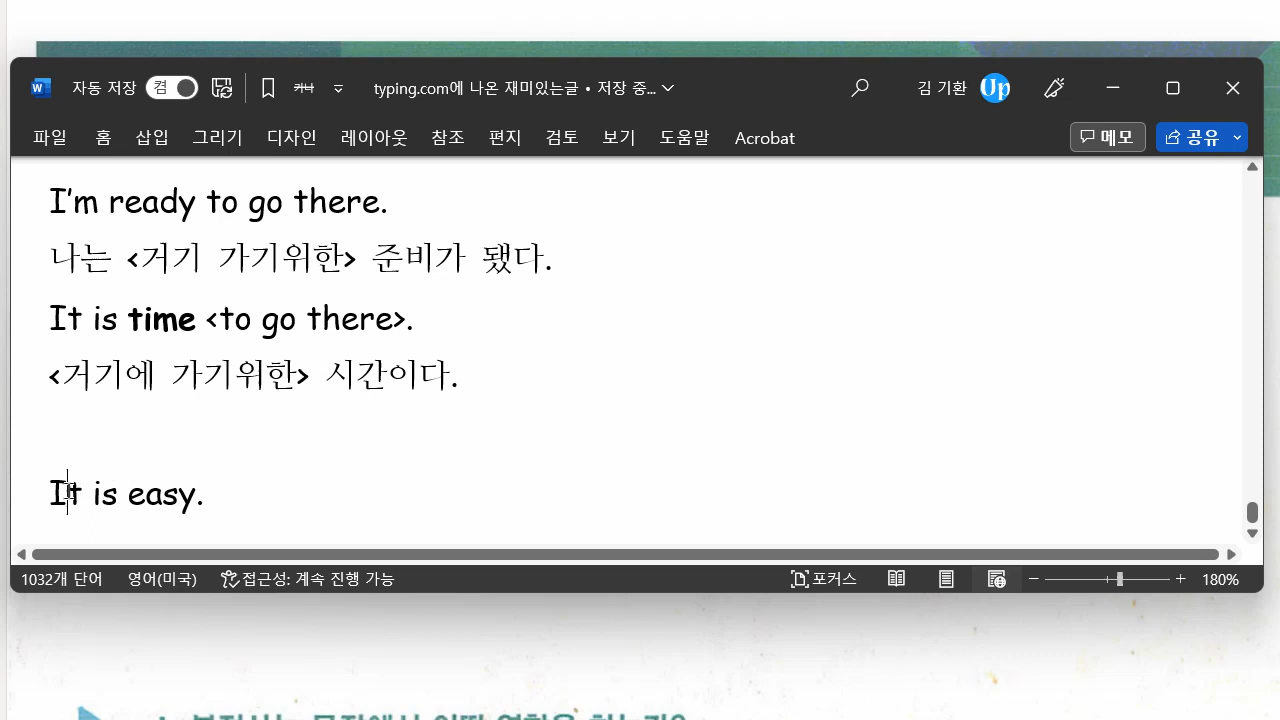 자동 저장 켬 가나 typing.com에 나온 재미있는글 • 저장 중... 김 기환 Up
파일 홈 삽입 그리기 디자인 레이아웃 참조 편지 검토 보기 도움말 Acrobat 메모 공유
I'm ready to go there.
나는 <거기 가기위한> 준비가 됐다.
It is time <to go there>.
<거기에 가기위한> 시간이다.
It is easy.
1032개 단어 영어(미국) 접근성: 계속 진행 가능 포커스 180%